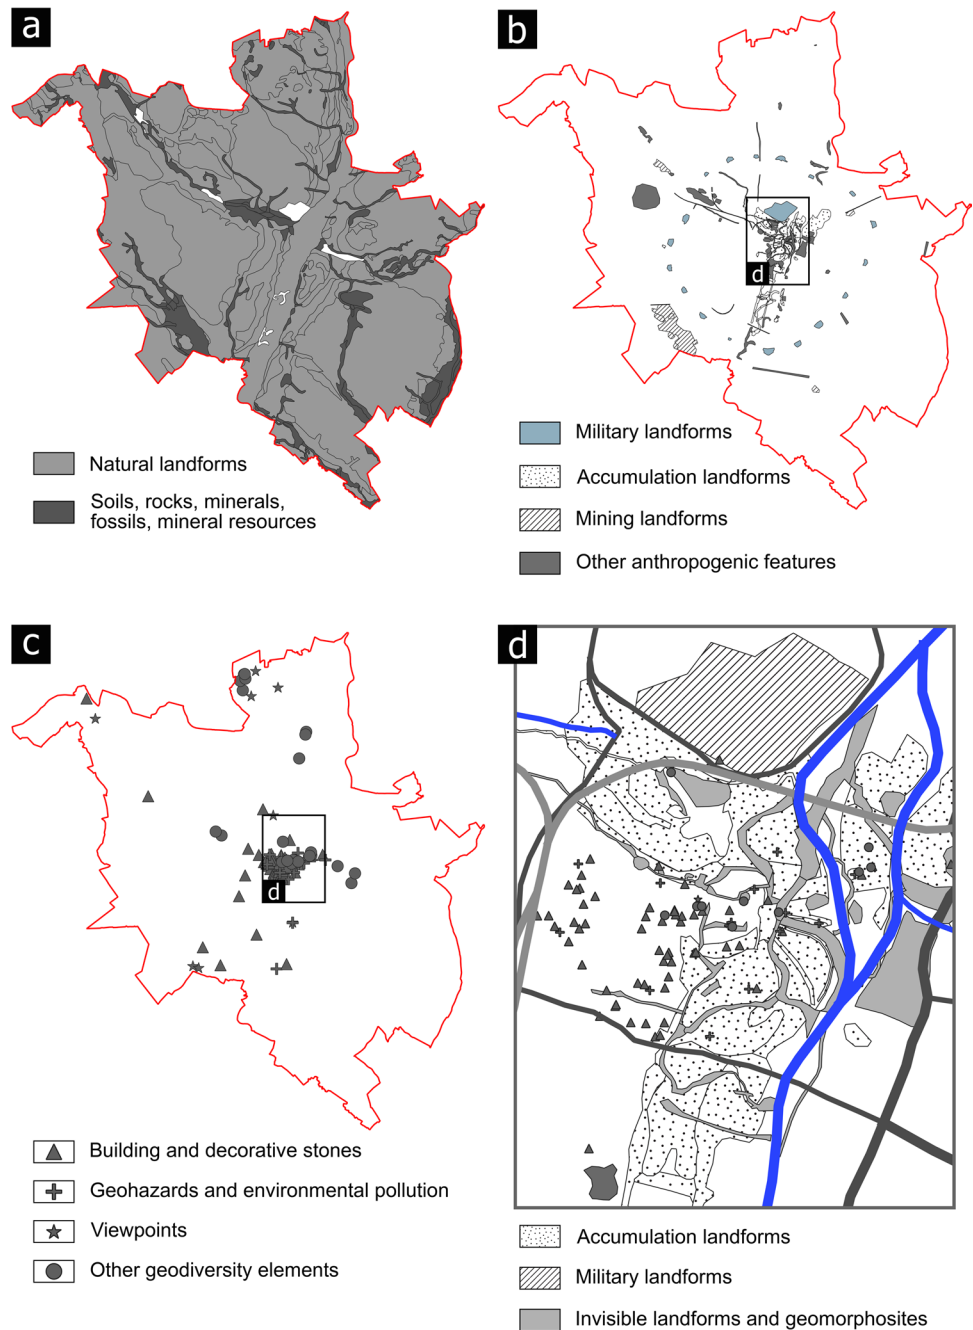 a
Natural landforms
Soils, rocks, minerals,
fossils, mineral resources
b
d
Military landforms
Accumulation landforms
Mining landforms
Other anthropogenic features
c
d
Building and decorative stones
Geohazards and environmental pollution
Viewpoints
Other geodiversity elements
d
Accumulation landforms
Military landforms
Invisible landforms and geomorphosites